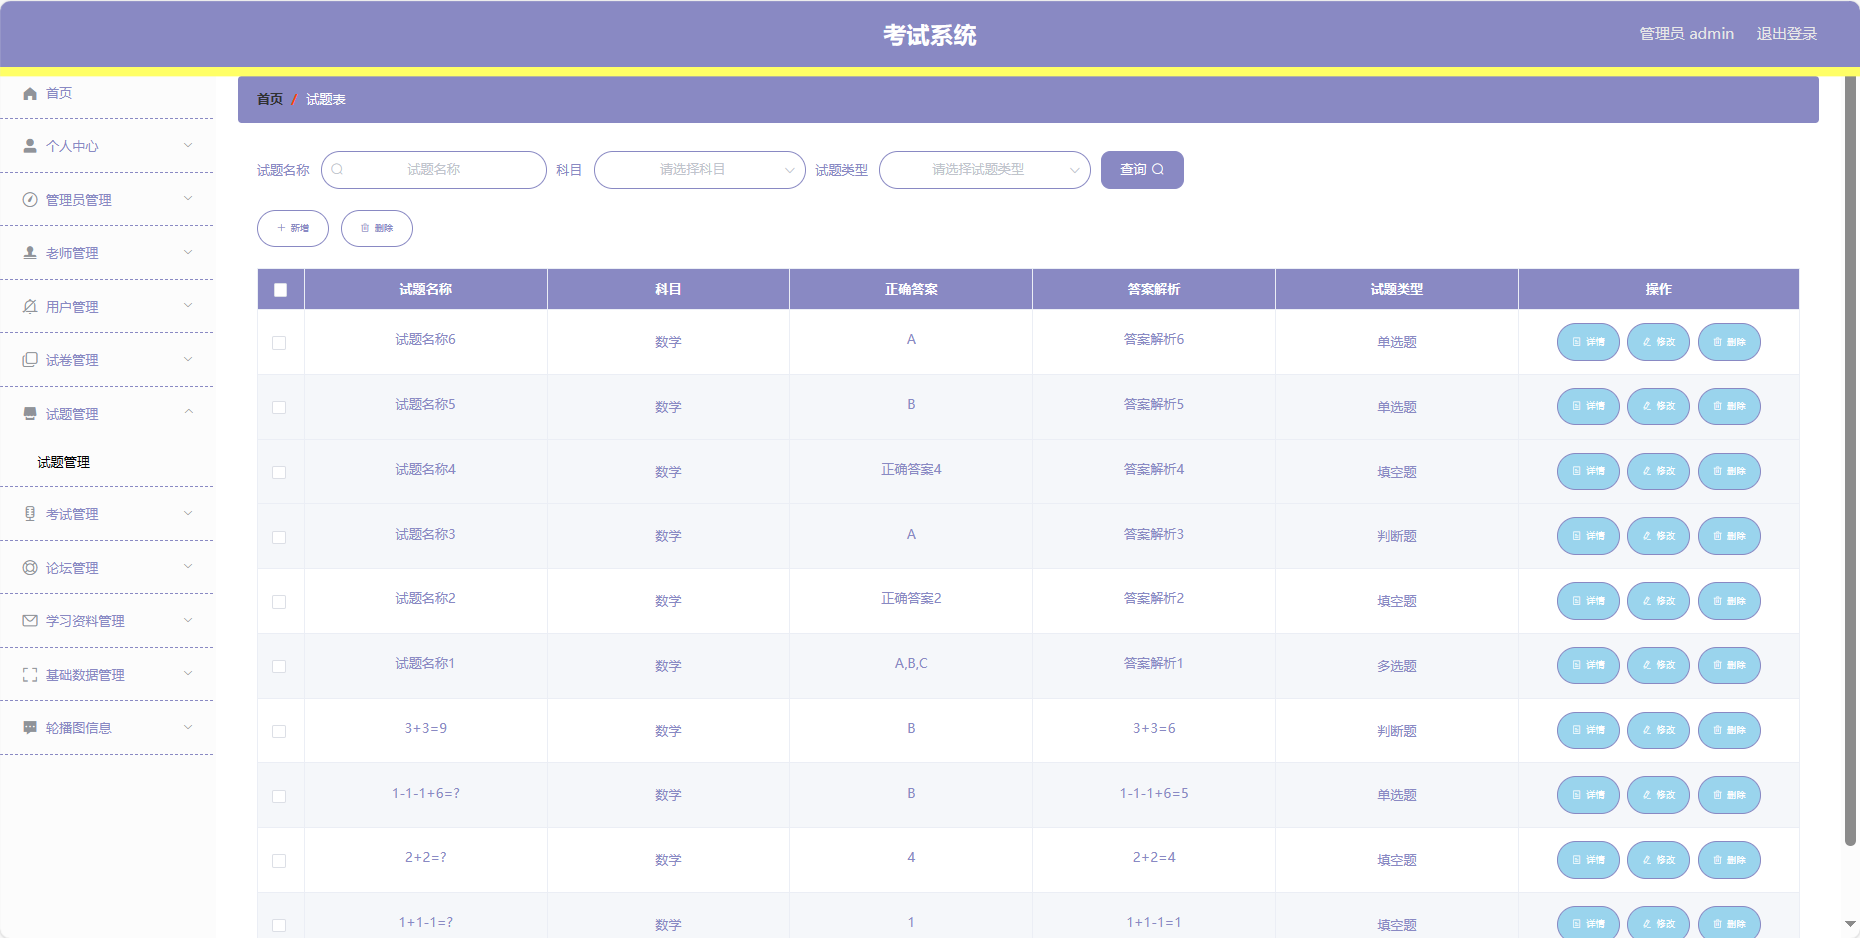 考试系统
管理员 admin 退出登录
首页
个人中心
管理员管理
老师管理
用户管理
试卷管理
试题管理
试题管理
考试管理
论坛管理
学习资料管理
基础数据管理
轮播图信息
首页 / 试题表
试题名称 试题名称 科目 请选择科目 试题类型 请选择试题类型 查询
新增 删除
试题名称 科目 正确答案 答案解析 试题类型 操作
试题名称6 数学 A 答案解析6 单选题 详情 修改 删除
试题名称5 数学 B 答案解析5 单选题 详情 修改 删除
试题名称4 数学 正确答案4 答案解析4 填空题 详情 修改 删除
试题名称3 数学 A 答案解析3 判断题 详情 修改 删除
试题名称2 数学 正确答案2 答案解析2 填空题 详情 修改 删除
试题名称1 数学 A,B,C 答案解析1 多选题 详情 修改 删除
3+3=9 数学 B 3+3=6 判断题 详情 修改 删除
1-1-1+6=? 数学 B 1-1-1+6=5 单选题 详情 修改 删除
2+2=? 数学 4 2+2=4 填空题 详情 修改 删除
1+1-1=? 数学 1 1+1-1=1 填空题 详情 修改 删除